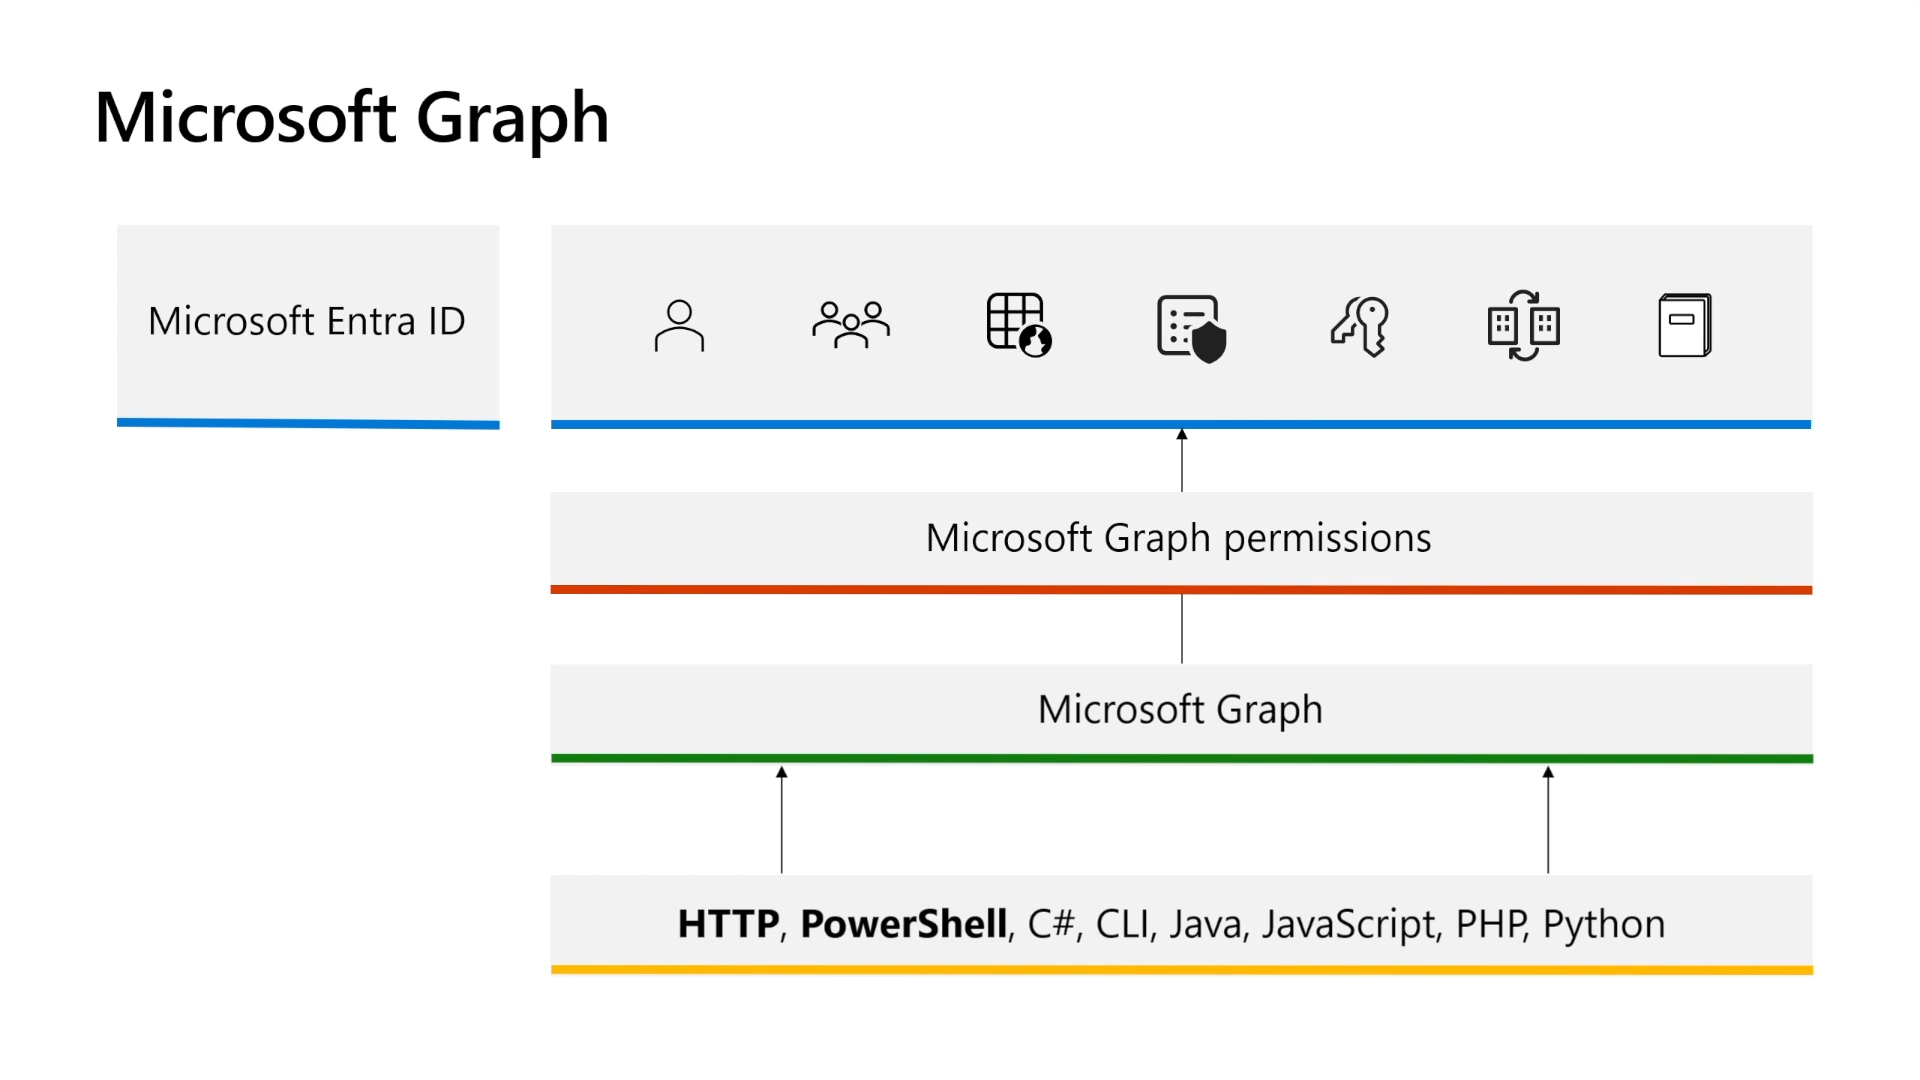 Microsoft Graph
Microsoft Entra ID
Microsoft Graph permissions
Microsoft Graph
HTTP, PowerShell, C#, CLI, Java, JavaScript, PHP, Python